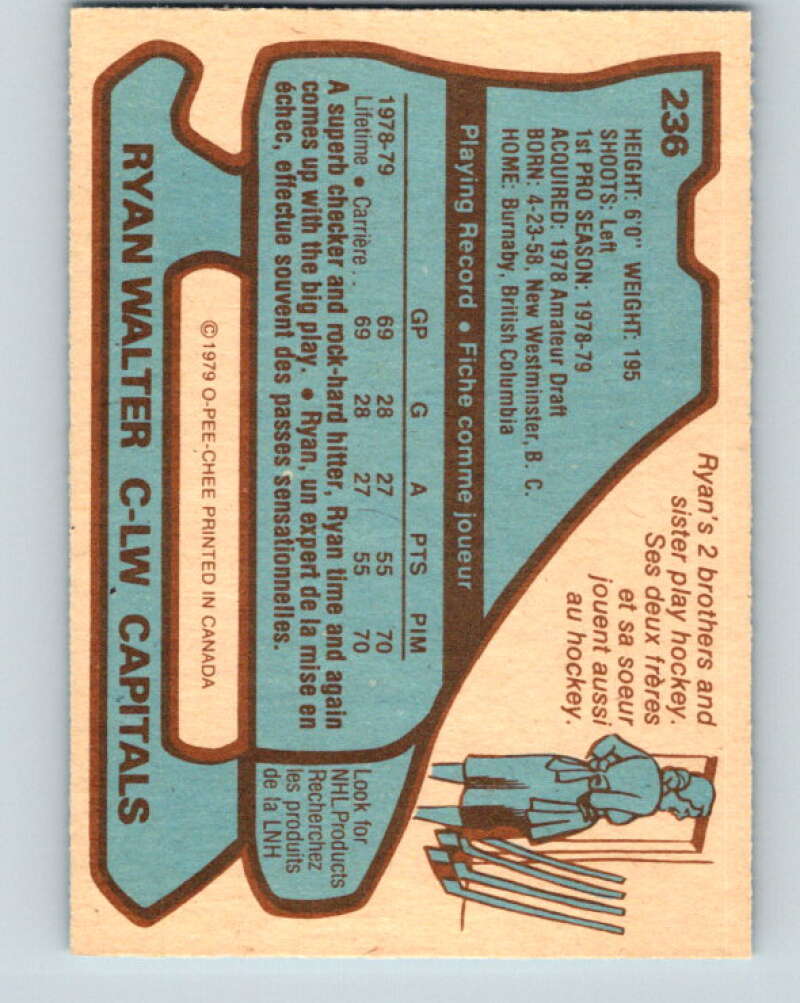 236
HEIGHT: 6'0" WEIGHT: 195
SHOOTS: Left
1st PRO SEASON: 1978-79
ACQUIRED: 1978 Amateur Draft
BORN: 4-23-58, New Westminster, B. C.
HOME: Burnaby, British Columbia
Ryan's 2 brothers and
sister play hockey.
Ses deux frères
et sa soeur
jouent aussi
au hockey.
Playing Record • Fiche comme joueur
GP G A PTS PIM
1978-79 69 28 27 55 70
Lifetime • Carrière .. 69 28 27 55 70
A superb checker and rock-hard hitter, Ryan time and again
comes up with the big play. • Ryan, un expert de la mise en
échec, effectue souvent des passes sensationnelles.
Look for
NHL Products
Recherchez
les produits
de la LNH
© 1979 O-PEE-CHEE PRINTED IN CANADA
RYAN WALTER C-LW CAPITALS